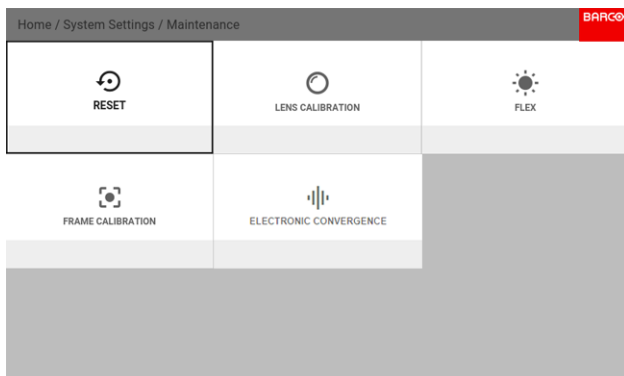 Home / System Settings / Maintenance
BARCO
RESET
LENS CALIBRATION
FLEX
FRAME CALIBRATION
ELECTRONIC CONVERGENCE